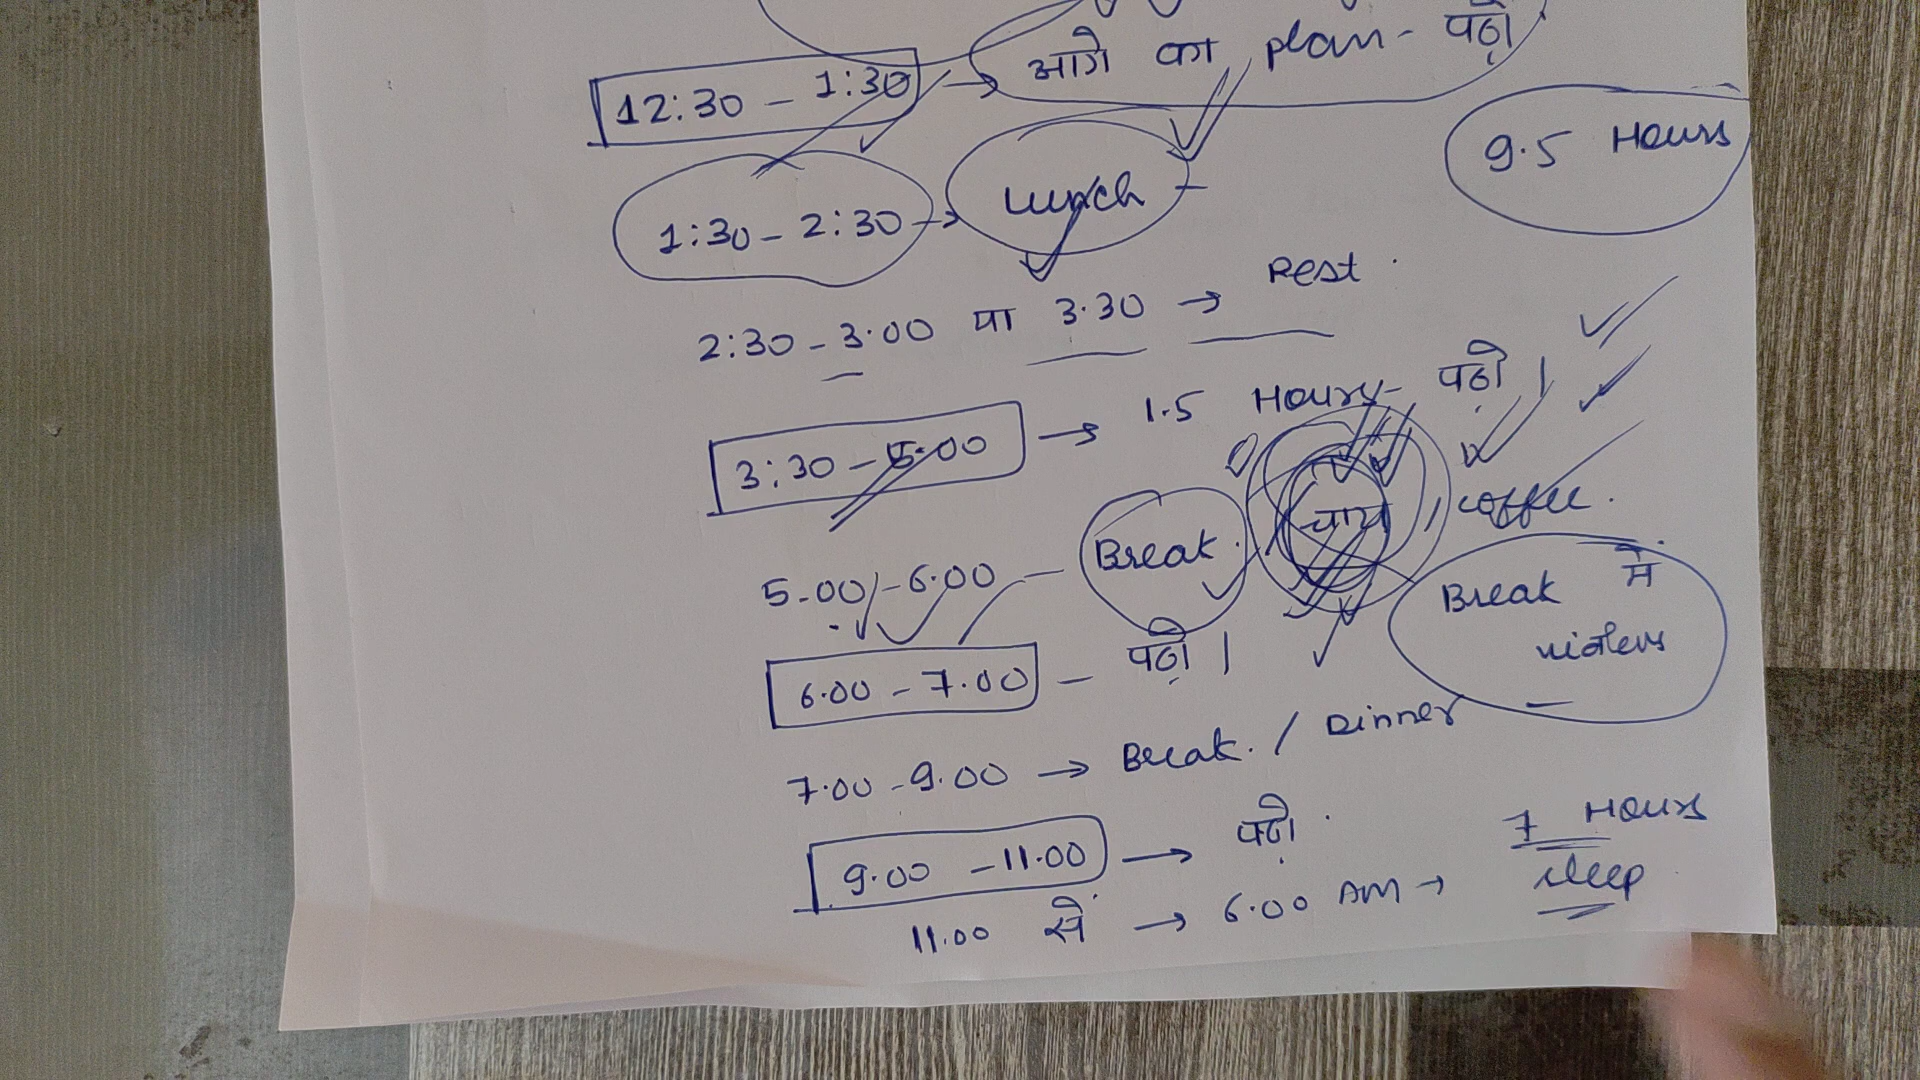 12:30 - 1:30 → आगे का plan - पढ़ो
9.5 Hours
1:30 - 2:30 → Lunch -
2:30 - 3.00 या 3.30 → Rest.
3:30 - 5.00 → 1.5 Hours - पढ़ो।
5.00 - 6.00 - Break. चाय / coffee.
Break में
6.00 - 7.00 - पढ़ो।
7.00 - 9.00 → Break. / Dinner
9.00 - 11.00 → पढ़ो.
7 Hours
sleep
11.00 से → 6.00 AM →